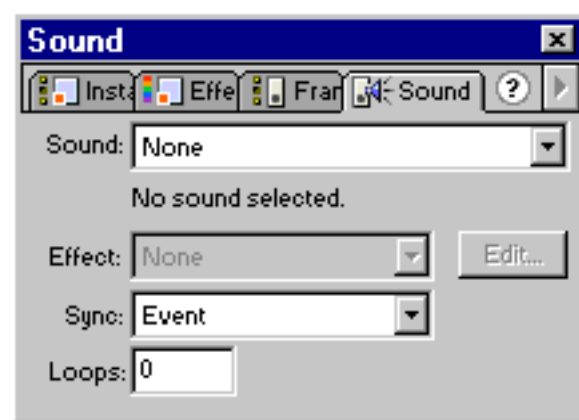 Sound
Insta Effe Fran Sound ?
Sound: None
No sound selected.
Effect: None Edit...
Sync: Event
Loops: 0